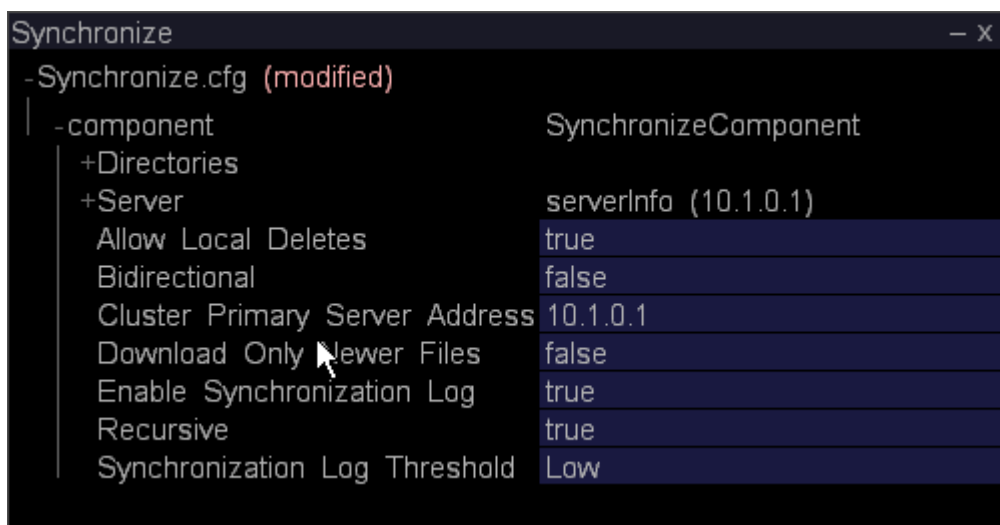 Synchronize – x
-Synchronize.cfg (modified)
-component SynchronizeComponent
+Directories
+Server serverInfo (10.1.0.1)
Allow Local Deletes true
Bidirectional false
Cluster Primary Server Address 10.1.0.1
Download Only Newer Files false
Enable Synchronization Log true
Recursive true
Synchronization Log Threshold Low